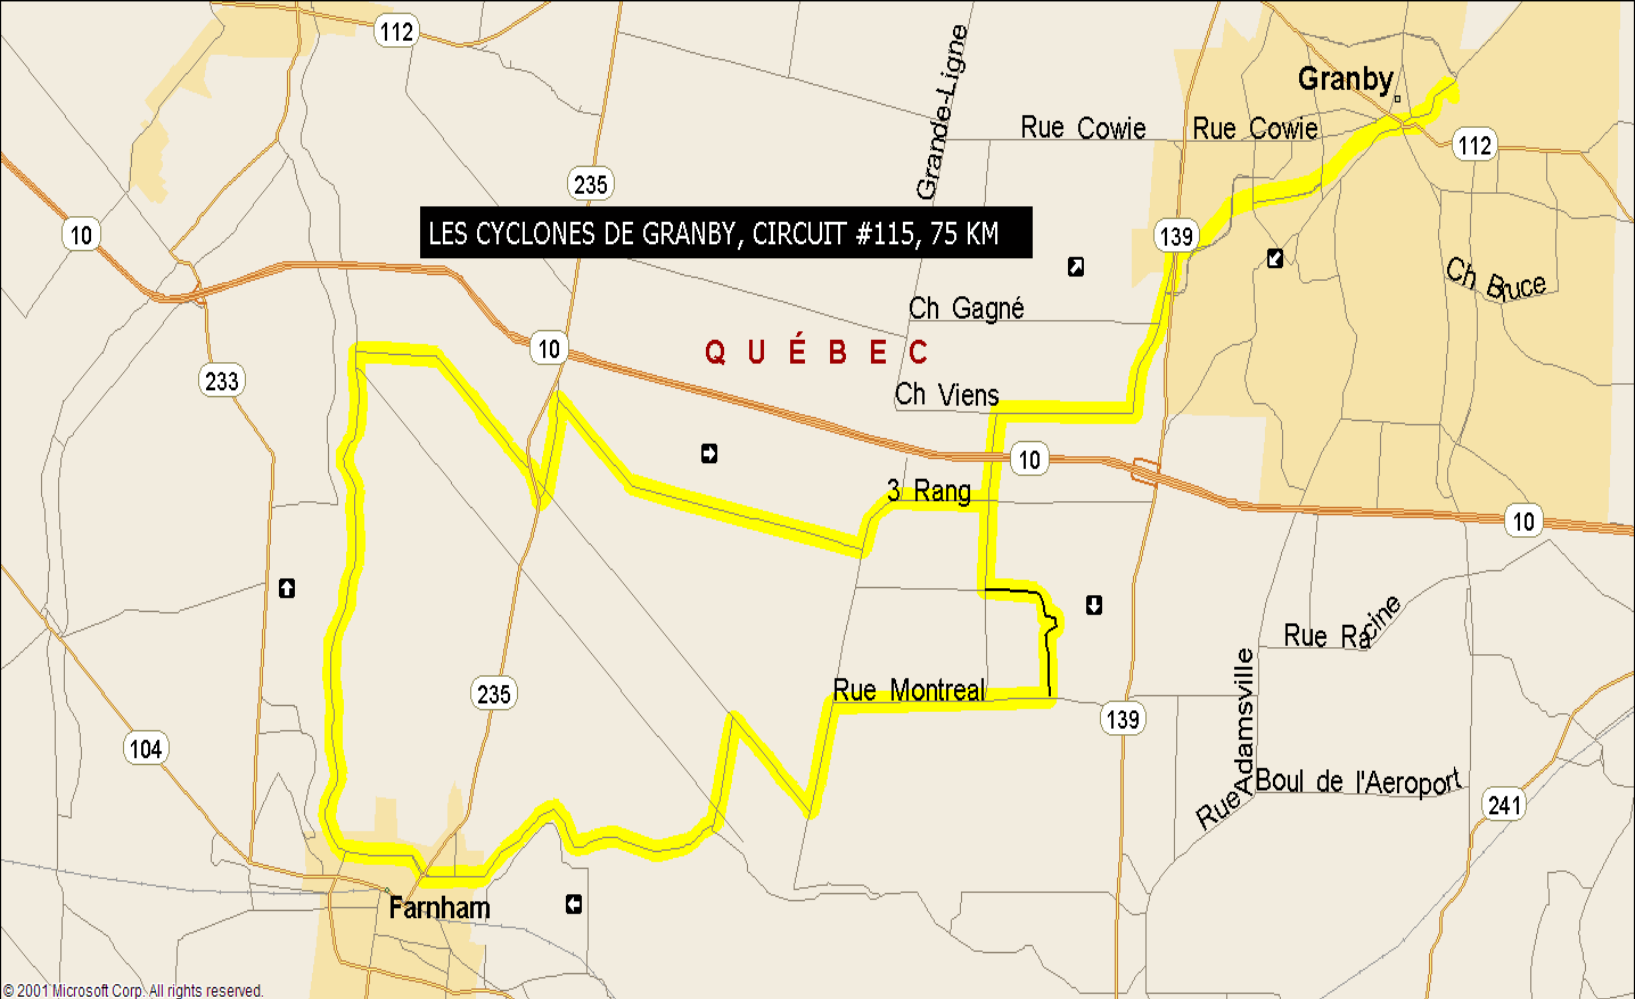 112
Grande-Ligne
Granby
Rue Cowie
Rue Cowie
112
235
10
LES CYCLONES DE GRANBY, CIRCUIT #115, 75 KM
139
Ch Bruce
Ch Gagné
QUÉBEC
10
233
Ch Viens
10
3 Rang
10
Rue Racine
235
Rue Montreal
139
104
Rue Adamsville
Boul de l'Aeroport
241
Farnham
© 2001 Microsoft Corp. All rights reserved.